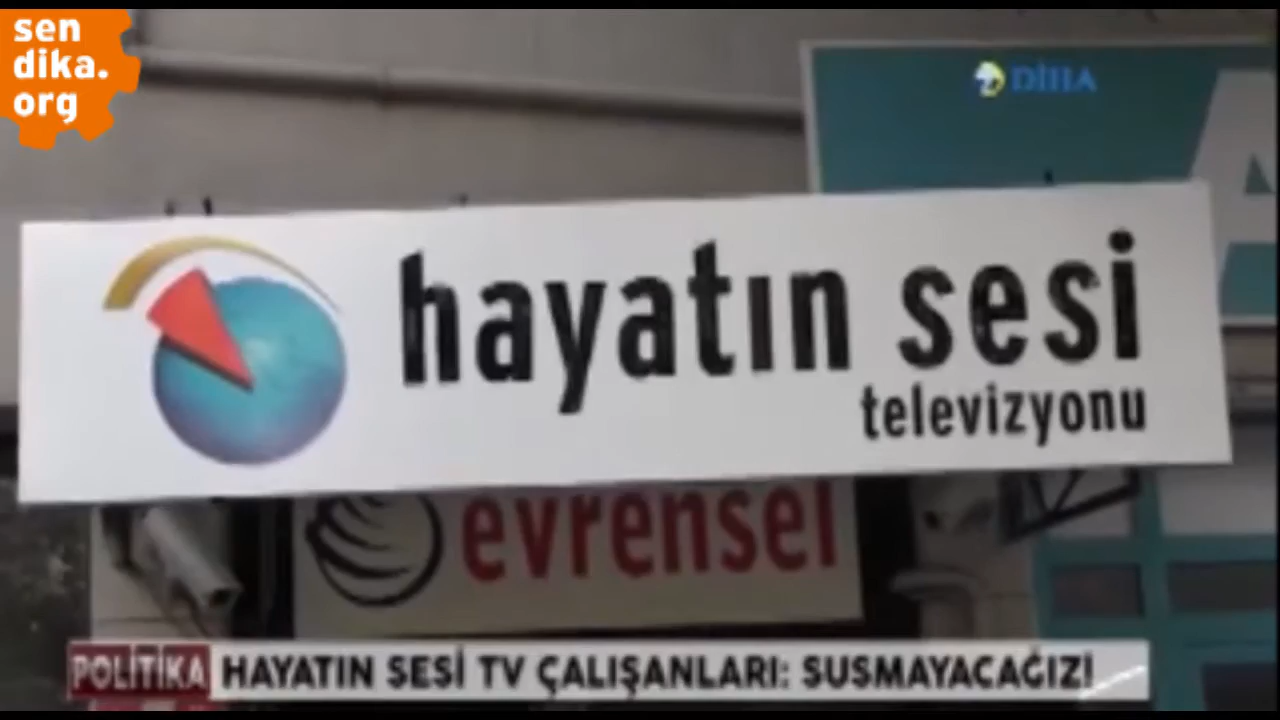 sen
dika.
org
DİHA
hayatın sesi
televizyonu
evrensel
POLİTİKA
HAYATIN SESİ TV ÇALIŞANLARI: SUSMAYACAĞIZ!